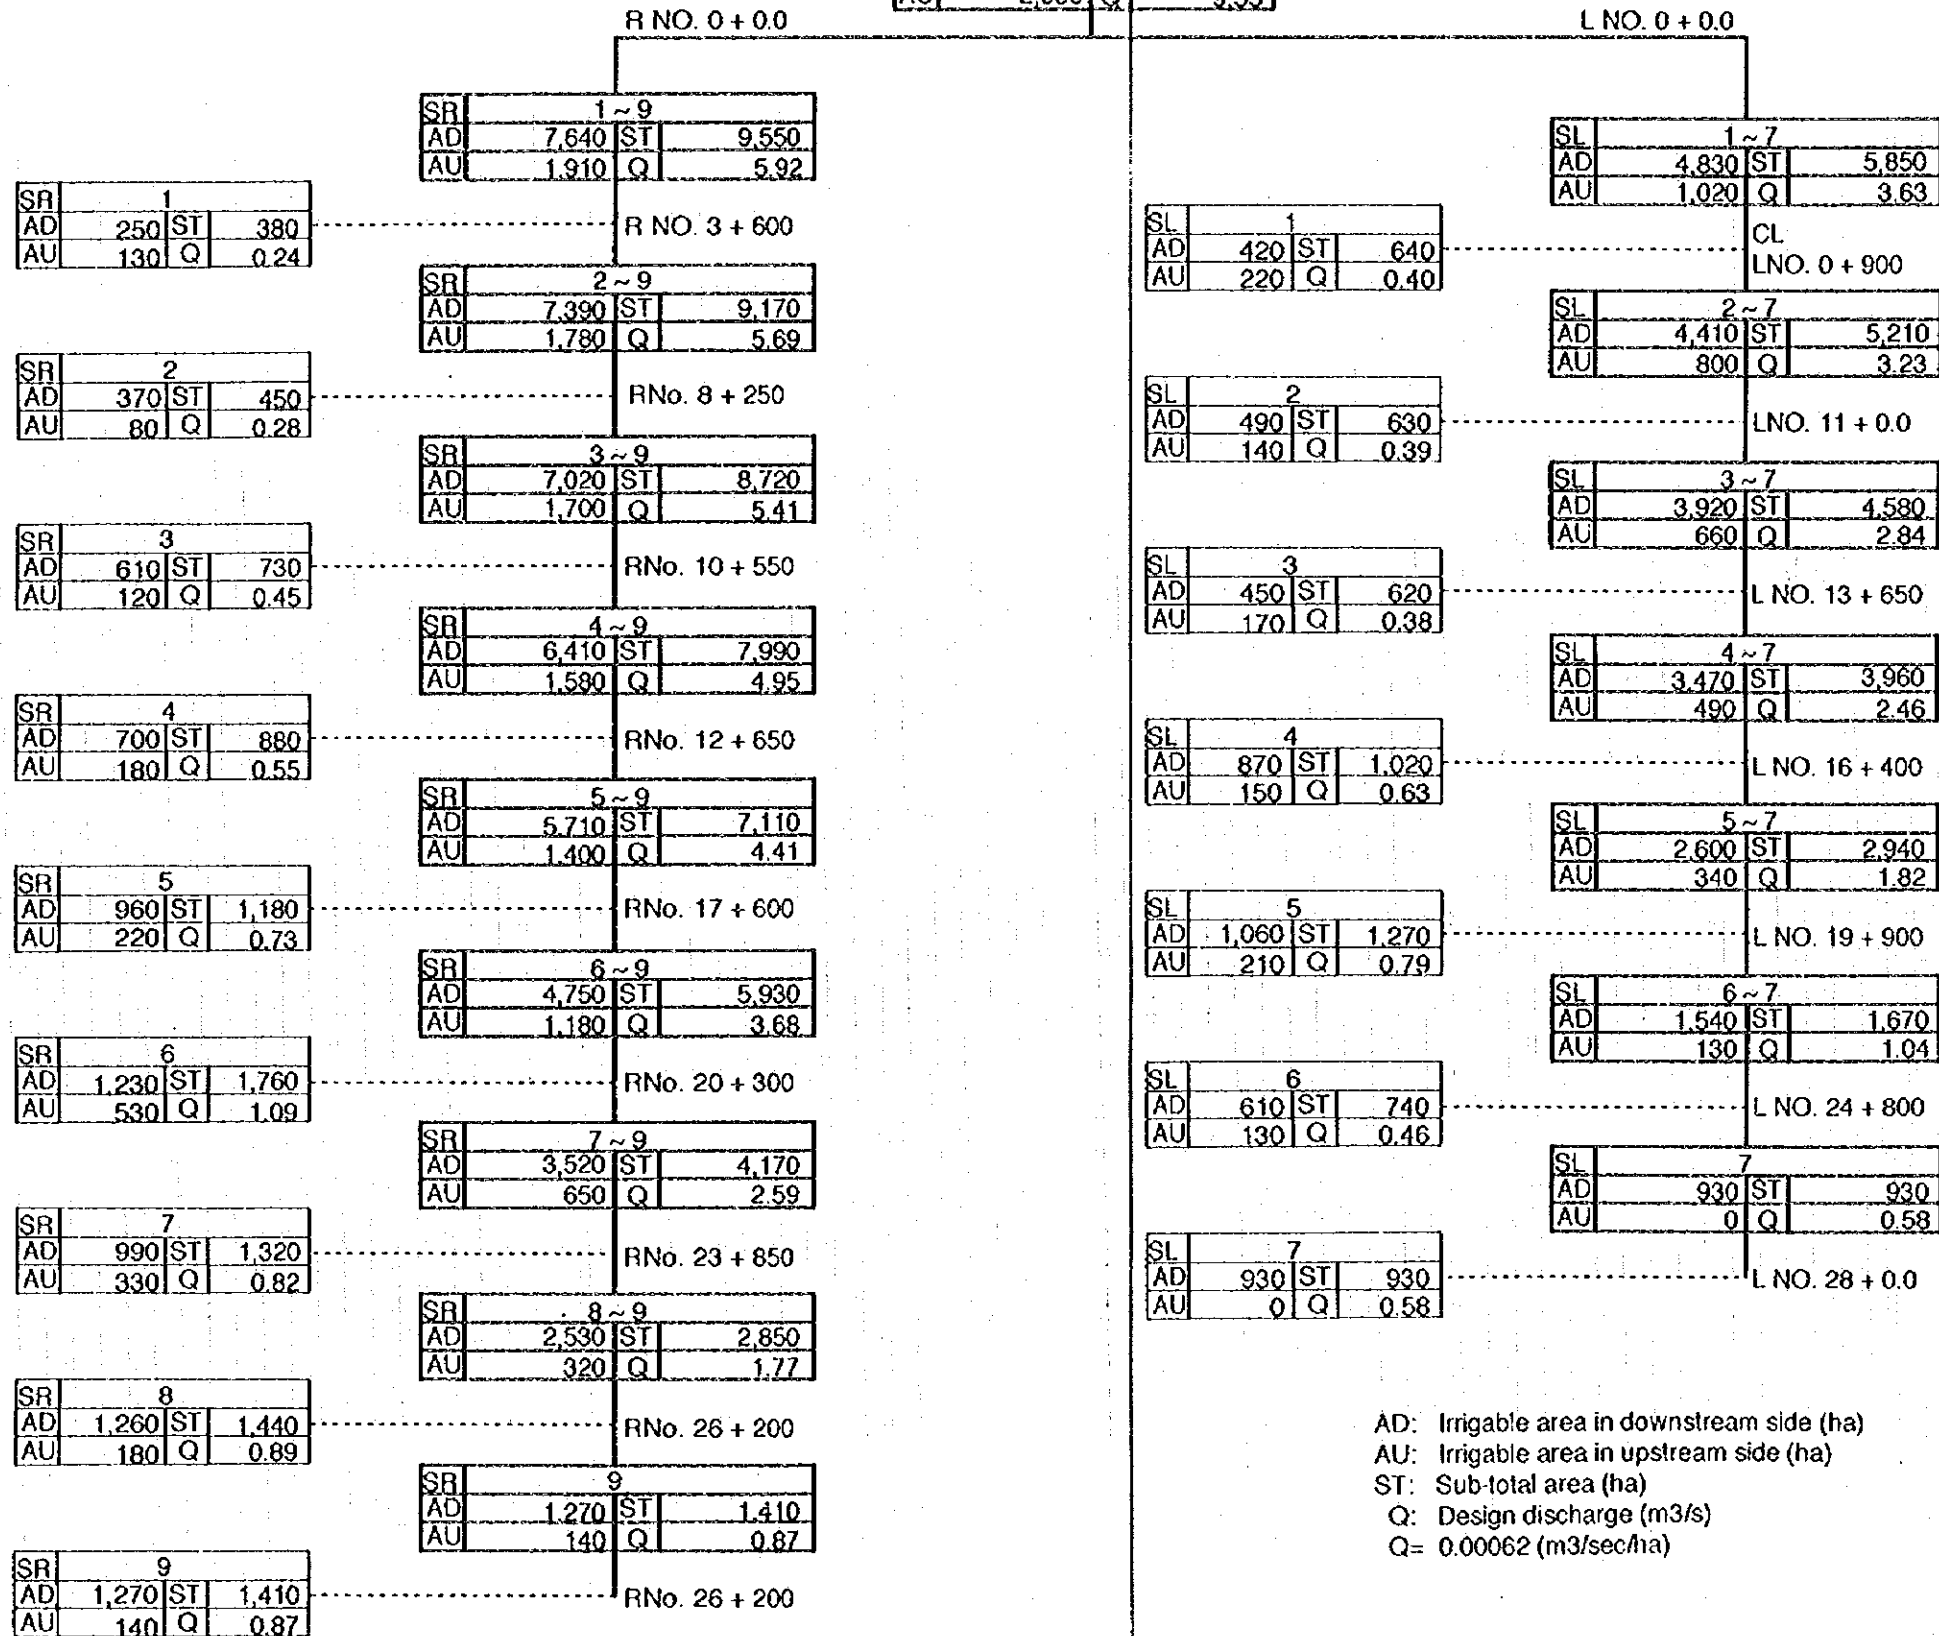 R NO. 0 + 0.0
L NO. 0 + 0.0
SR 1 ~ 9
AD 7,640 ST 9,550
AU 1,910 Q 5.92
SR 1
AD 250 ST 380
AU 130 Q 0.24
R NO. 3 + 600
SR 2 ~ 9
AD 7,390 ST 9,170
AU 1,780 Q 5.69
SR 2
AD 370 ST 450
AU 80 Q 0.28
RNo. 8 + 250
SR 3 ~ 9
AD 7,020 ST 8,720
AU 1,700 Q 5.41
SR 3
AD 610 ST 730
AU 120 Q 0.45
RNo. 10 + 550
SR 4 ~ 9
AD 6,410 ST 7,990
AU 1,580 Q 4.95
SR 4
AD 700 ST 880
AU 180 Q 0.55
RNo. 12 + 650
SR 5 ~ 9
AD 5,710 ST 7,110
AU 1,400 Q 4.41
SR 5
AD 960 ST 1,180
AU 220 Q 0.73
RNo. 17 + 600
SR 6 ~ 9
AD 4,750 ST 5,930
AU 1,180 Q 3.68
SR 6
AD 1,230 ST 1,760
AU 530 Q 1.09
RNo. 20 + 300
SR 7 ~ 9
AD 3,520 ST 4,170
AU 650 Q 2.59
SR 7
AD 990 ST 1,320
AU 330 Q 0.82
RNo. 23 + 850
SR 8 ~ 9
AD 2,530 ST 2,850
AU 320 Q 1.77
SR 8
AD 1,260 ST 1,440
AU 180 Q 0.89
RNo. 26 + 200
SR 9
AD 1,270 ST 1,410
AU 140 Q 0.87
SR 9
AD 1,270 ST 1,410
AU 140 Q 0.87
RNo. 26 + 200
SL 1 ~ 7
AD 4,830 ST 5,850
AU 1,020 Q 3.63
SL 1
AD 420 ST 640
AU 220 Q 0.40
CL
LNO. 0 + 900
SL 2 ~ 7
AD 4,410 ST 5,210
AU 800 Q 3.23
SL 2
AD 490 ST 630
AU 140 Q 0.39
LNO. 11 + 0.0
SL 3 ~ 7
AD 3,920 ST 4,580
AU 660 Q 2.84
SL 3
AD 450 ST 620
AU 170 Q 0.38
L NO. 13 + 650
SL 4 ~ 7
AD 3,470 ST 3,960
AU 490 Q 2.46
SL 4
AD 870 ST 1,020
AU 150 Q 0.63
L NO. 16 + 400
SL 5 ~ 7
AD 2,600 ST 2,940
AU 340 Q 1.82
SL 5
AD 1,060 ST 1,270
AU 210 Q 0.79
L NO. 19 + 900
SL 6 ~ 7
AD 1,540 ST 1,670
AU 130 Q 1.04
SL 6
AD 610 ST 740
AU 130 Q 0.46
L NO. 24 + 800
SL 7
AD 930 ST 930
AU 0 Q 0.58
SL 7
AD 930 ST 930
AU 0 Q 0.58
L NO. 28 + 0.0
AD: Irrigable area in downstream side (ha)
AU: Irrigable area in upstream side (ha)
ST: Sub-total area (ha)
Q: Design discharge (m3/s)
Q= 0.00062 (m3/sec/ha)